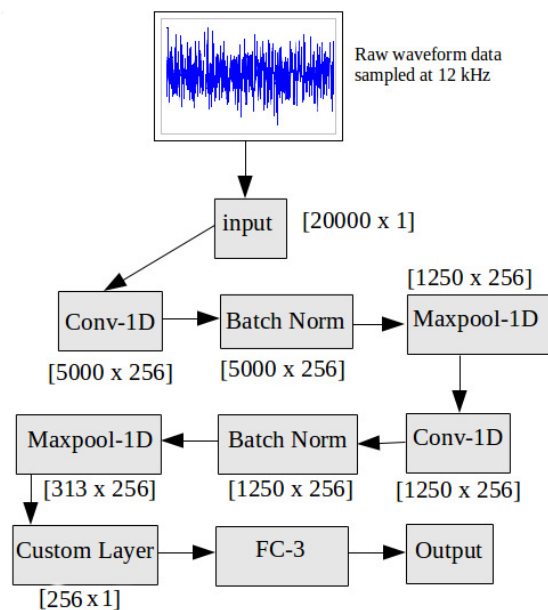 Raw waveform data
sampled at 12 kHz
input
[20000 x 1]
[1250 x 256]
Conv-1D
Batch Norm
Maxpool-1D
[5000 x 256]
[5000 x 256]
Maxpool-1D
Batch Norm
Conv-1D
[313 x 256]
[1250 x 256]
[1250 x 256]
Custom Layer
FC-3
Output
[256 x 1]